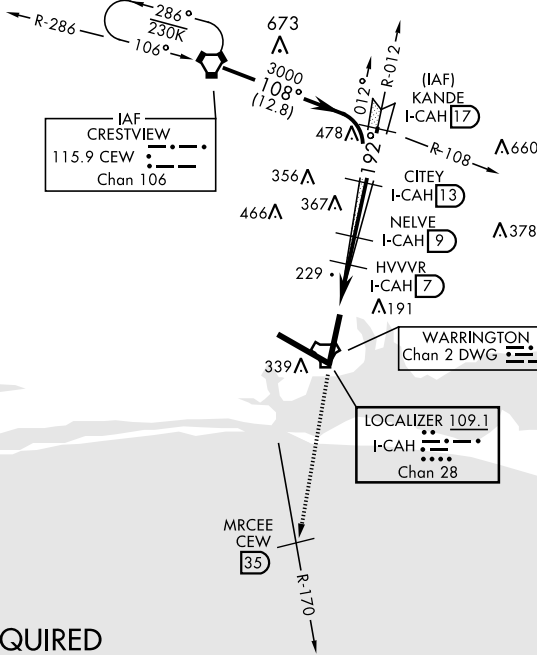 R-286
286°
230K
106°
673
3000
108°
(12.8)
012°
R-012
(IAF)
KANDE
I-CAH 17
478
192°
R-108
660
IAF
CRESTVIEW
115.9 CEW
Chan 106
356
CITEY
I-CAH 13
466
367
NELVE
I-CAH 9
378
229
HVVVR
I-CAH 7
191
WARRINGTON
Chan 2 DWG
339
LOCALIZER 109.1
I-CAH
Chan 28
MRCEE
CEW
35
R-170
QUIRED